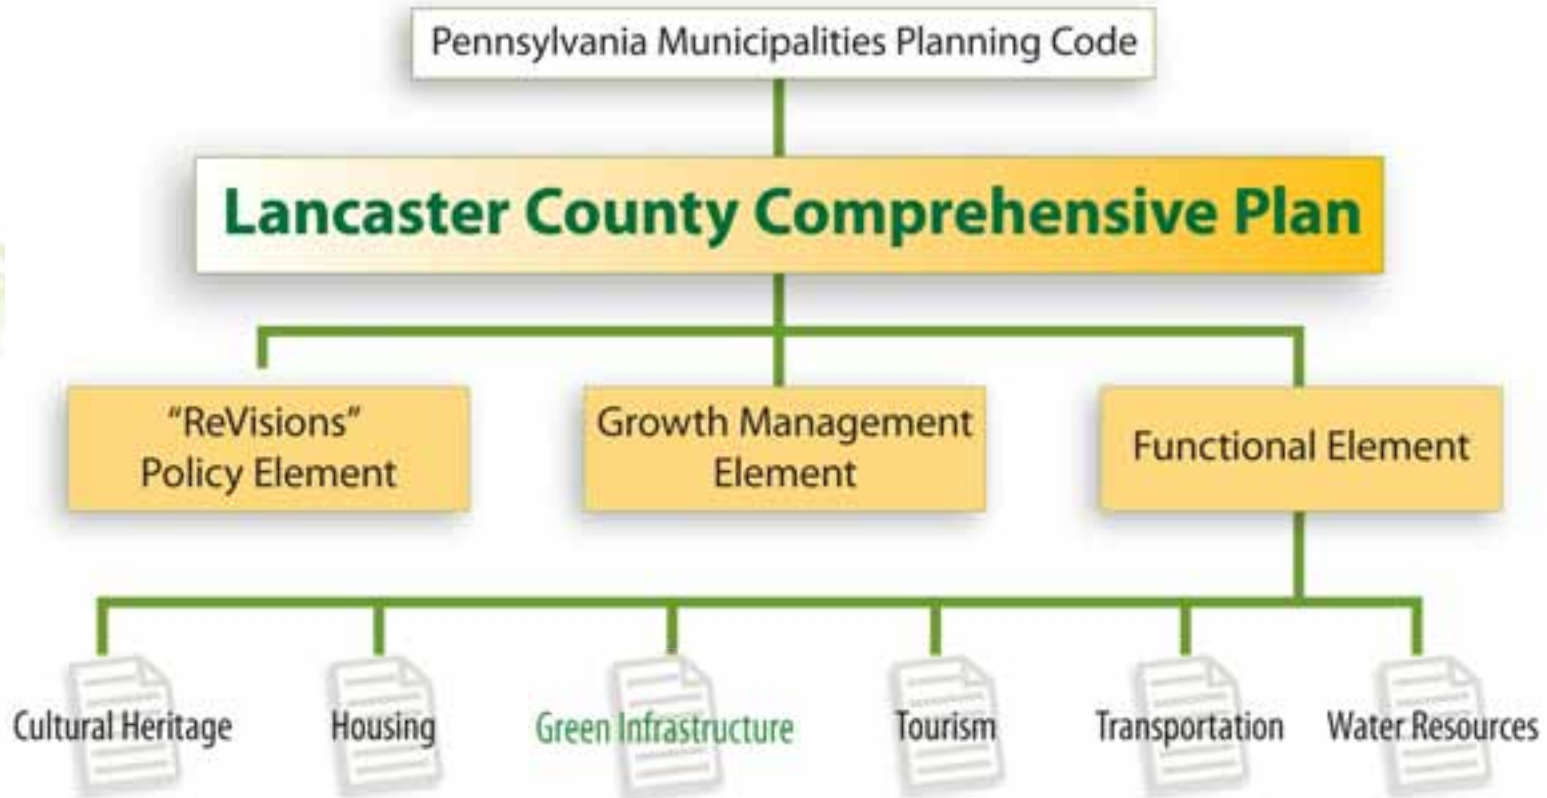 Pennsylvania Municipalities Planning Code
Lancaster County Comprehensive Plan
“ReVisions”
Policy Element
Growth Management
Element
Functional Element
Cultural Heritage
Housing
Green Infrastructure
Tourism
Transportation
Water Resources